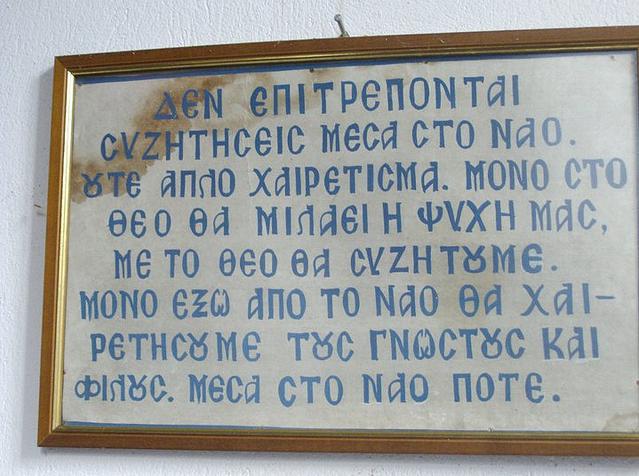 ΔΕΝ ΕΠΙΤΡΕΠΟΝΤΑΙ
CΥΖΗΤΗCΕΙC ΜΕCΑ CΤΟ ΝΑΟ.
ȣΤΕ ΑΠΛΟ ΧΑΙΡΕΤΙCΜΑ. ΜΟΝΟ CΤΟ
ΘΕΟ ΘΑ ΜΙΛΑΕΙ Η ΨΥΧΗ ΜΑC,
ΜΕ ΤΟ ΘΕΟ ΘΑ CΥΖΗΤȣΜΕ.
ΜΟΝΟ ΕΞΩ ΑΠΟ ΤΟ ΝΑΟ ΘΑ ΧΑΙ-
ΡΕΤΗCȣΜΕ ΤȣC ΓΝΩCΤȣC ΚΑΙ
ΦΙΛȣC. ΜΕCΑ CΤΟ ΝΑΟ ΠΟΤΕ.